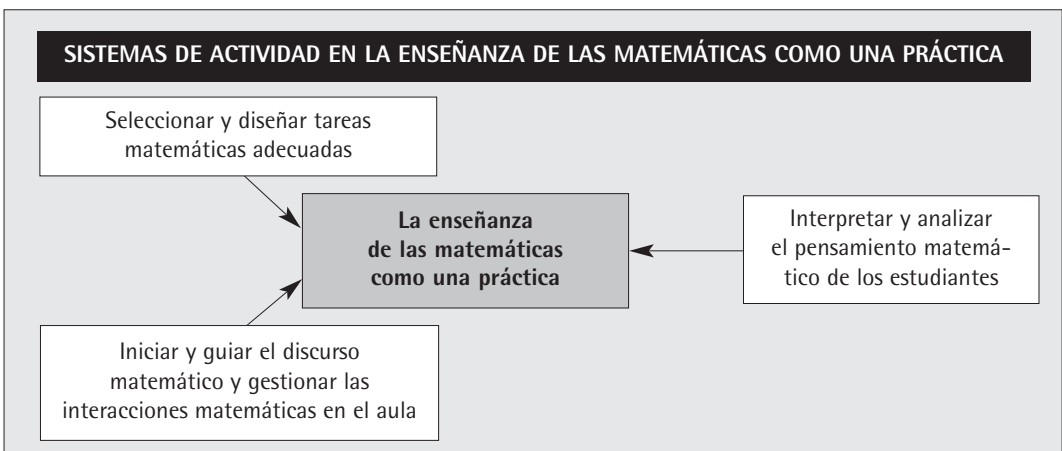 SISTEMAS DE ACTIVIDAD EN LA ENSEÑANZA DE LAS MATEMÁTICAS COMO UNA PRÁCTICA
Seleccionar y diseñar tareas
matemáticas adecuadas
La enseñanza
de las matemáticas
como una práctica
Interpretar y analizar
el pensamiento matemá-
tico de los estudiantes
Iniciar y guiar el discurso
matemático y gestionar las
interacciones matemáticas en el aula